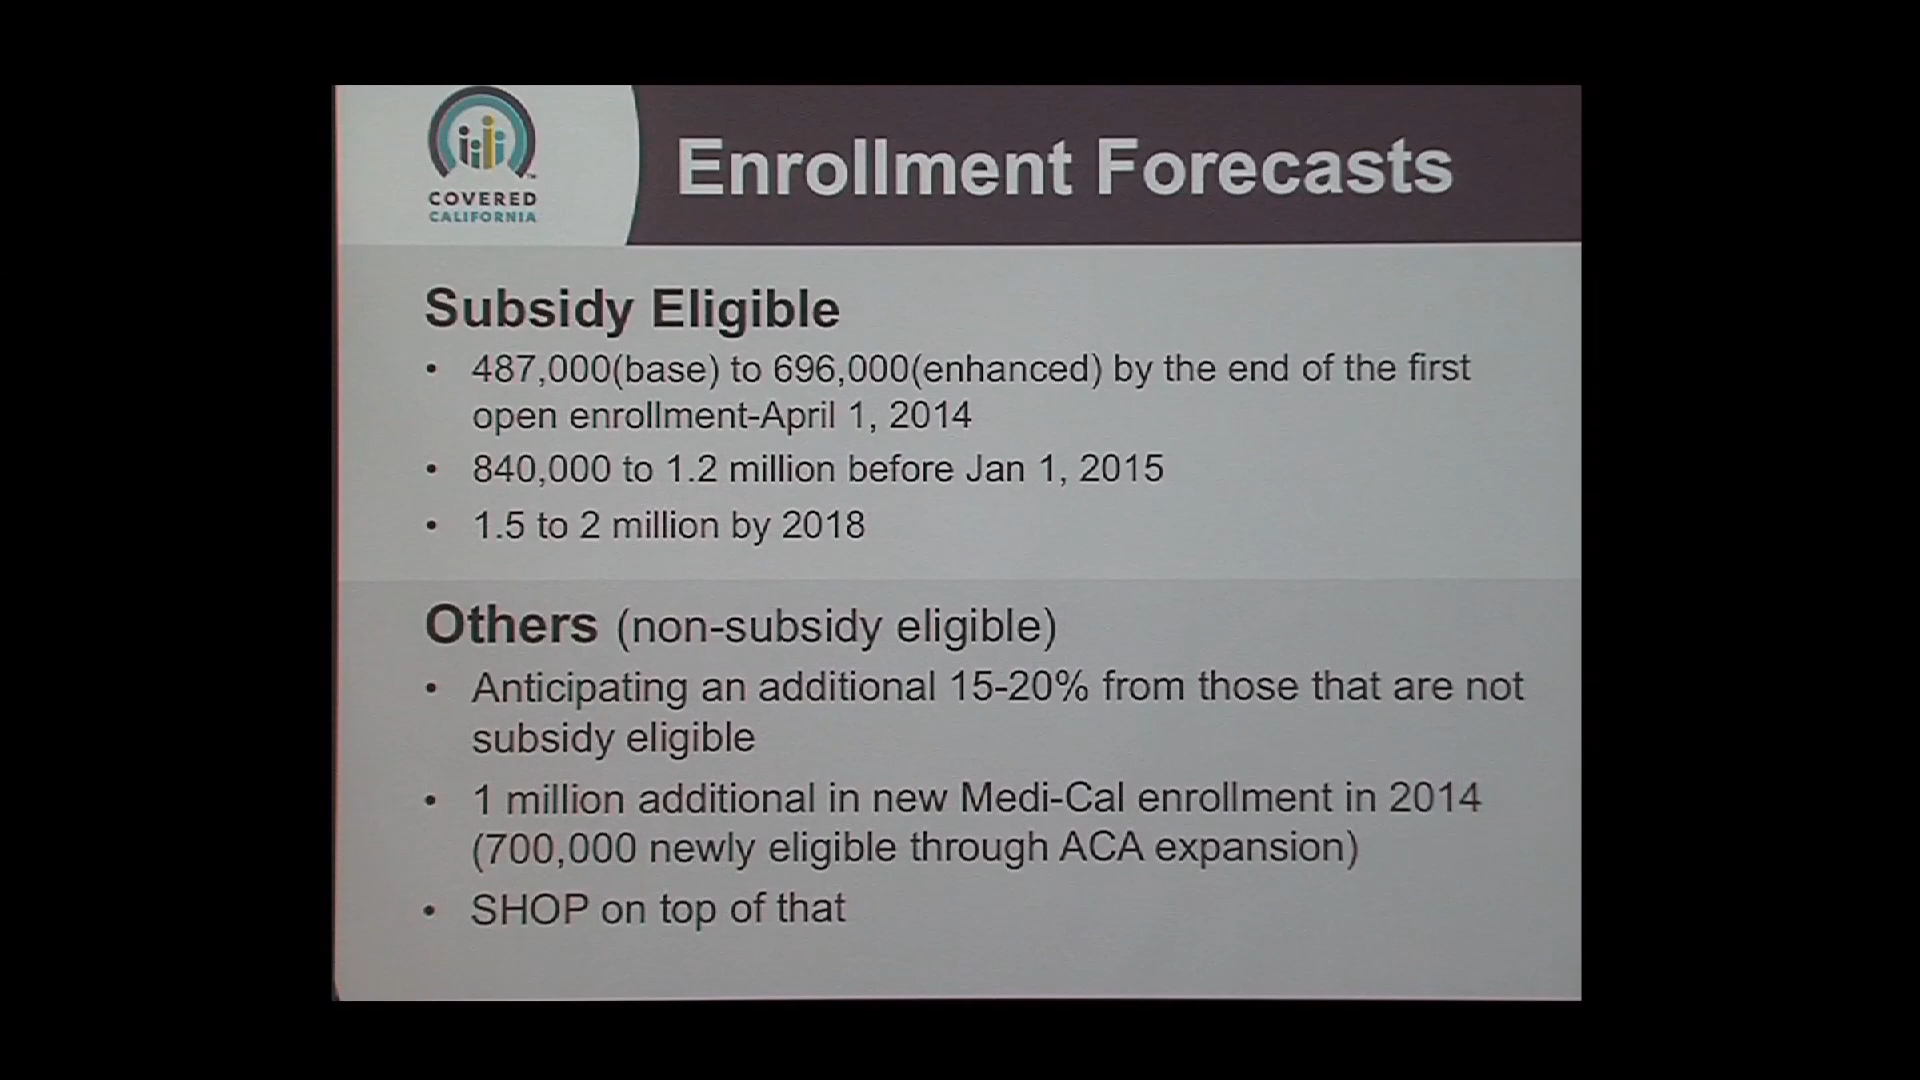 COVERED
CALIFORNIA
Enrollment Forecasts
Subsidy Eligible
• 487,000(base) to 696,000(enhanced) by the end of the first
open enrollment-April 1, 2014
• 840,000 to 1.2 million before Jan 1, 2015
• 1.5 to 2 million by 2018
Others (non-subsidy eligible)
• Anticipating an additional 15-20% from those that are not
subsidy eligible
• 1 million additional in new Medi-Cal enrollment in 2014
(700,000 newly eligible through ACA expansion)
• SHOP on top of that